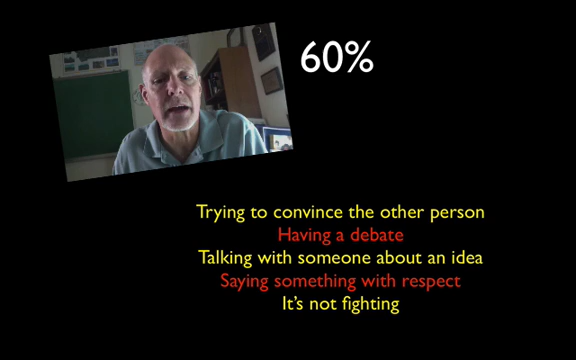 60%
Trying to convince the other person
Having a debate
Talking with someone about an idea
Saying something with respect
It's not fighting